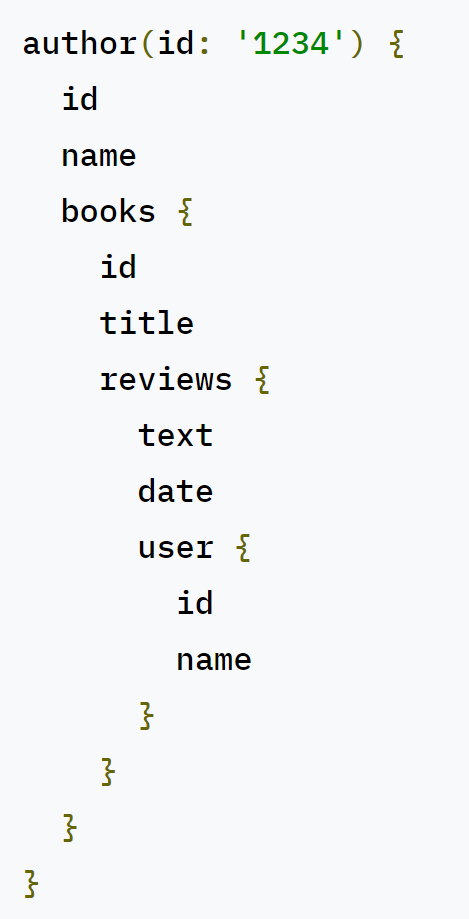 author(id: '1234') {
  id
  name
  books {
    id
    title
    reviews {
      text
      date
      user {
        id
        name
      }
    }
  }
}